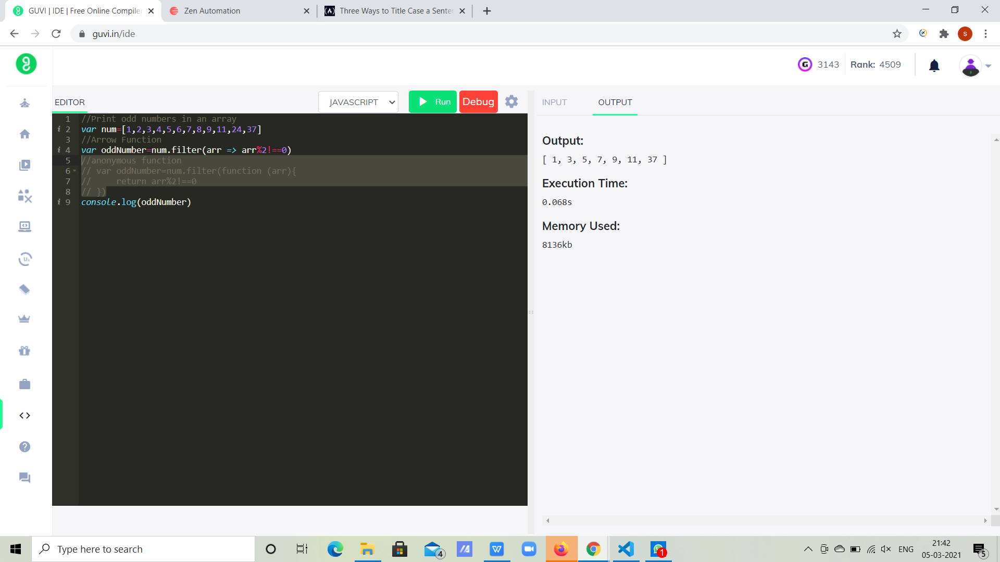 GUVI | IDE | Free Online Compiler
Zen Automation
Three Ways to Title Case a Sente
guvi.in/ide
s
G 3143 Rank: 4509
EDITOR
JAVASCRIPT
Run
Debug
INPUT
OUTPUT
1 //Print odd numbers in an array
i 2 var num=[1,2,3,4,5,6,7,8,9,11,24,37]
3 //Arrow Function
i 4 var oddNumber=num.filter(arr => arr%2!==0)
5 //anonymous function
6 // var oddNumber=num.filter(function (arr){
7 //     return arr%2!==0
8 // })
i 9 console.log(oddNumber)
Output:
[ 1, 3, 5, 7, 9, 11, 37 ]
Execution Time:
0.068s
Memory Used:
8136kb
Type here to search
4
W
1
ENG
21:42
05-03-2021
5